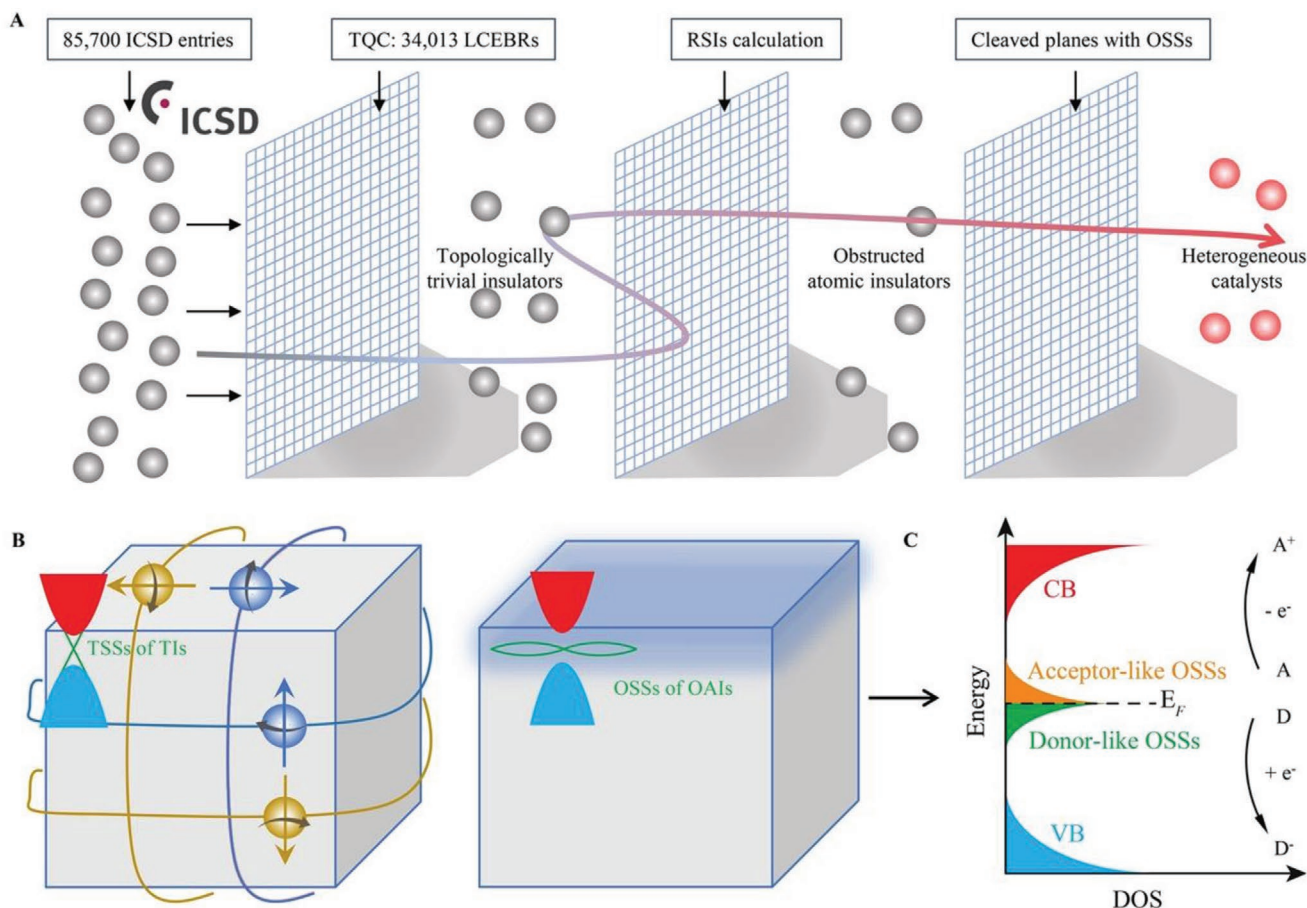 A
85,700 ICSD entries
TQC: 34,013 LCEBRs
RSIs calculation
Cleaved planes with OSSs
ICSD
Topologically
trivial insulators
Obstructed
atomic insulators
Heterogeneous
catalysts
B
TSSs of TIs
OSSs of OAIs
C
Energy
CB
Acceptor-like OSSs
E_F
Donor-like OSSs
VB
DOS
A⁺
- e⁻
A
D
+ e⁻
D⁻